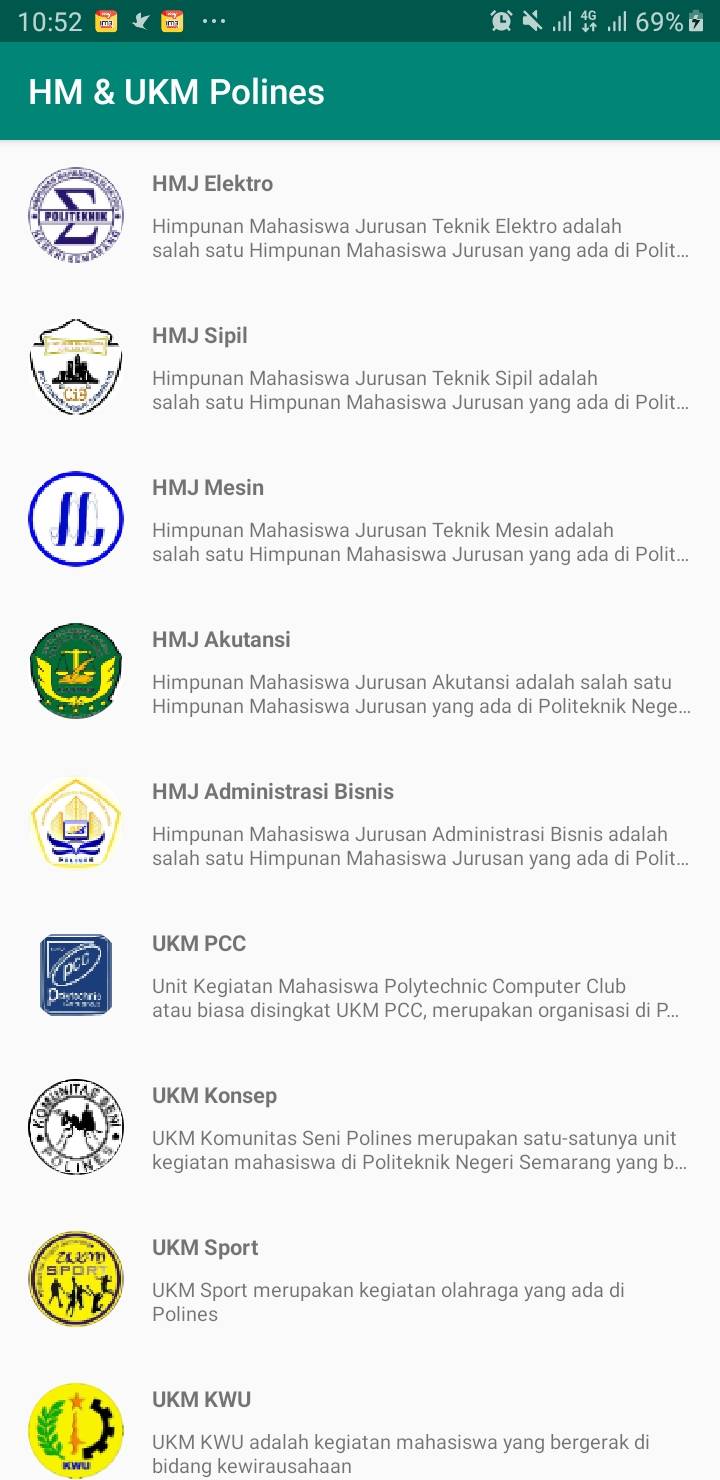 10:52
4G
69%
HM & UKM Polines
POLITEKNIK
NEGERI SEMARANG
HMJ Elektro
Himpunan Mahasiswa Jurusan Teknik Elektro adalah
salah satu Himpunan Mahasiswa Jurusan yang ada di Polit...
HMJ Sipil
Himpunan Mahasiswa Jurusan Teknik Sipil adalah
salah satu Himpunan Mahasiswa Jurusan yang ada di Polit...
HMJ Mesin
Himpunan Mahasiswa Jurusan Teknik Mesin adalah
salah satu Himpunan Mahasiswa Jurusan yang ada di Polit...
HMJ Akutansi
Himpunan Mahasiswa Jurusan Akutansi adalah salah satu
Himpunan Mahasiswa Jurusan yang ada di Politeknik Nege...
POLINES
HMJ Administrasi Bisnis
Himpunan Mahasiswa Jurusan Administrasi Bisnis adalah
salah satu Himpunan Mahasiswa Jurusan yang ada di Polit...
pcc
Polytechnic
UKM PCC
Unit Kegiatan Mahasiswa Polytechnic Computer Club
atau biasa disingkat UKM PCC, merupakan organisasi di P...
KOMUNITAS SENI
POLINES
UKM Konsep
UKM Komunitas Seni Polines merupakan satu-satunya unit
kegiatan mahasiswa di Politeknik Negeri Semarang yang b...
SPORT
UKM Sport
UKM Sport merupakan kegiatan olahraga yang ada di
Polines
KWU
UKM KWU
UKM KWU adalah kegiatan mahasiswa yang bergerak di
bidang kewirausahaan